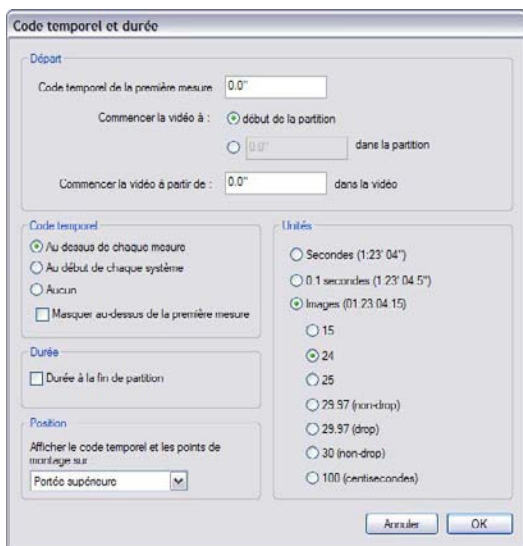 Code temporel et durée
Départ
Code temporel de la première mesure 0.0"
Commencer la vidéo à : début de la partition
0.0" dans la partition
Commencer la vidéo à partir de : 0.0" dans la vidéo
Code temporel
Au dessus de chaque mesure
Au début de chaque système
Aucun
Masquer au-dessus de la première mesure
Durée
Durée à la fin de partition
Position
Afficher le code temporel et les points de
montage sur
Portée supérieure
Unités
Secondes (1:23' 04")
0.1 secondes (1:23' 04.5")
Images (01:23:04:15)
15
24
25
29.97 (non-drop)
29.97 (drop)
30 (non-drop)
100 (centisecondes)
Annuler OK